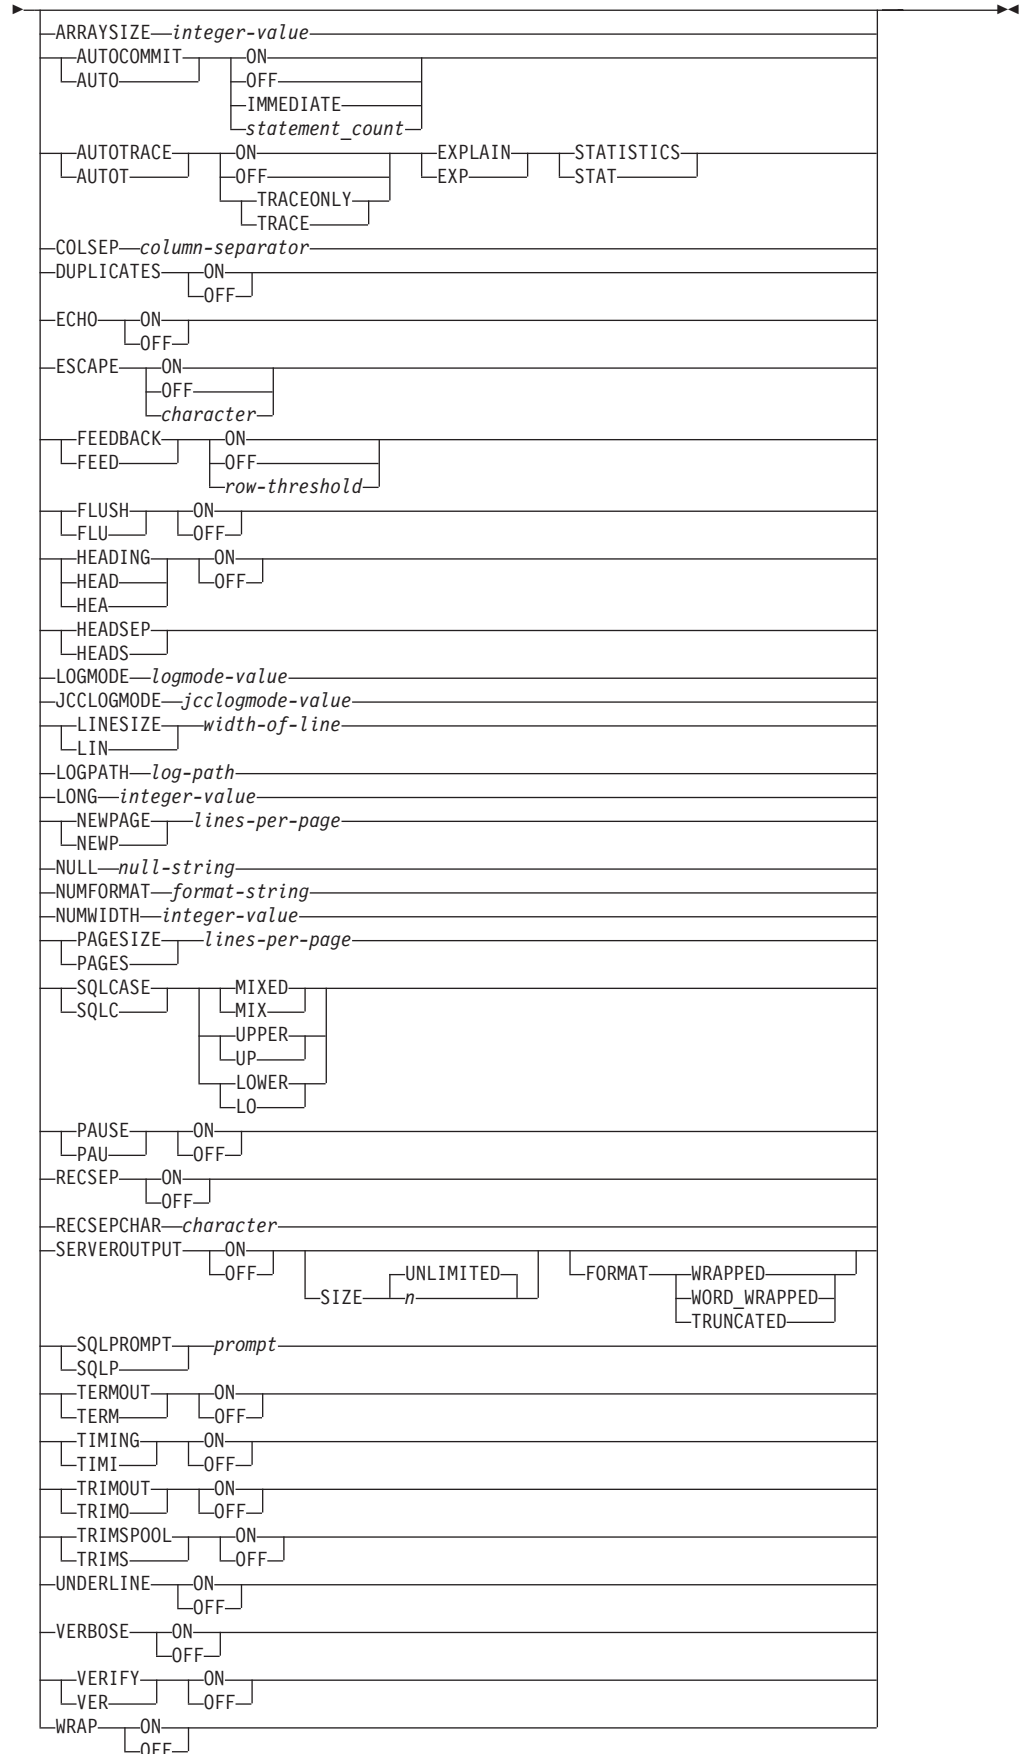 ARRAYSIZE integer-value
AUTOCOMMIT ON
AUTO OFF
IMMEDIATE
statement_count
AUTOTRACE ON EXPLAIN STATISTICS
AUTOT OFF EXP STAT
TRACEONLY
TRACE
COLSEP column-separator
DUPLICATES ON
OFF
ECHO ON
OFF
ESCAPE ON
OFF
character
FEEDBACK ON
FEED OFF
row-threshold
FLUSH ON
FLU OFF
HEADING ON
HEAD OFF
HEA
HEADSEP
HEADS
LOGMODE logmode-value
JCCLOGMODE jcclogmode-value
LINESIZE width-of-line
LIN
LOGPATH log-path
LONG integer-value
NEWPAGE lines-per-page
NEWP
NULL null-string
NUMFORMAT format-string
NUMWIDTH integer-value
PAGESIZE lines-per-page
PAGES
SQLCASE MIXED
SQLC MIX
UPPER
UP
LOWER
LO
PAUSE ON
PAU OFF
RECSEP ON
OFF
RECSEPCHAR character
SERVEROUTPUT ON
OFF UNLIMITED FORMAT WRAPPED
SIZE n WORD_WRAPPED
TRUNCATED
SQLPROMPT prompt
SQLP
TERMOUT ON
TERM OFF
TIMING ON
TIMI OFF
TRIMOUT ON
TRIMO OFF
TRIMSPOOL ON
TRIMS OFF
UNDERLINE ON
OFF
VERBOSE ON
OFF
VERIFY ON
VER OFF
WRAP ON
OFF